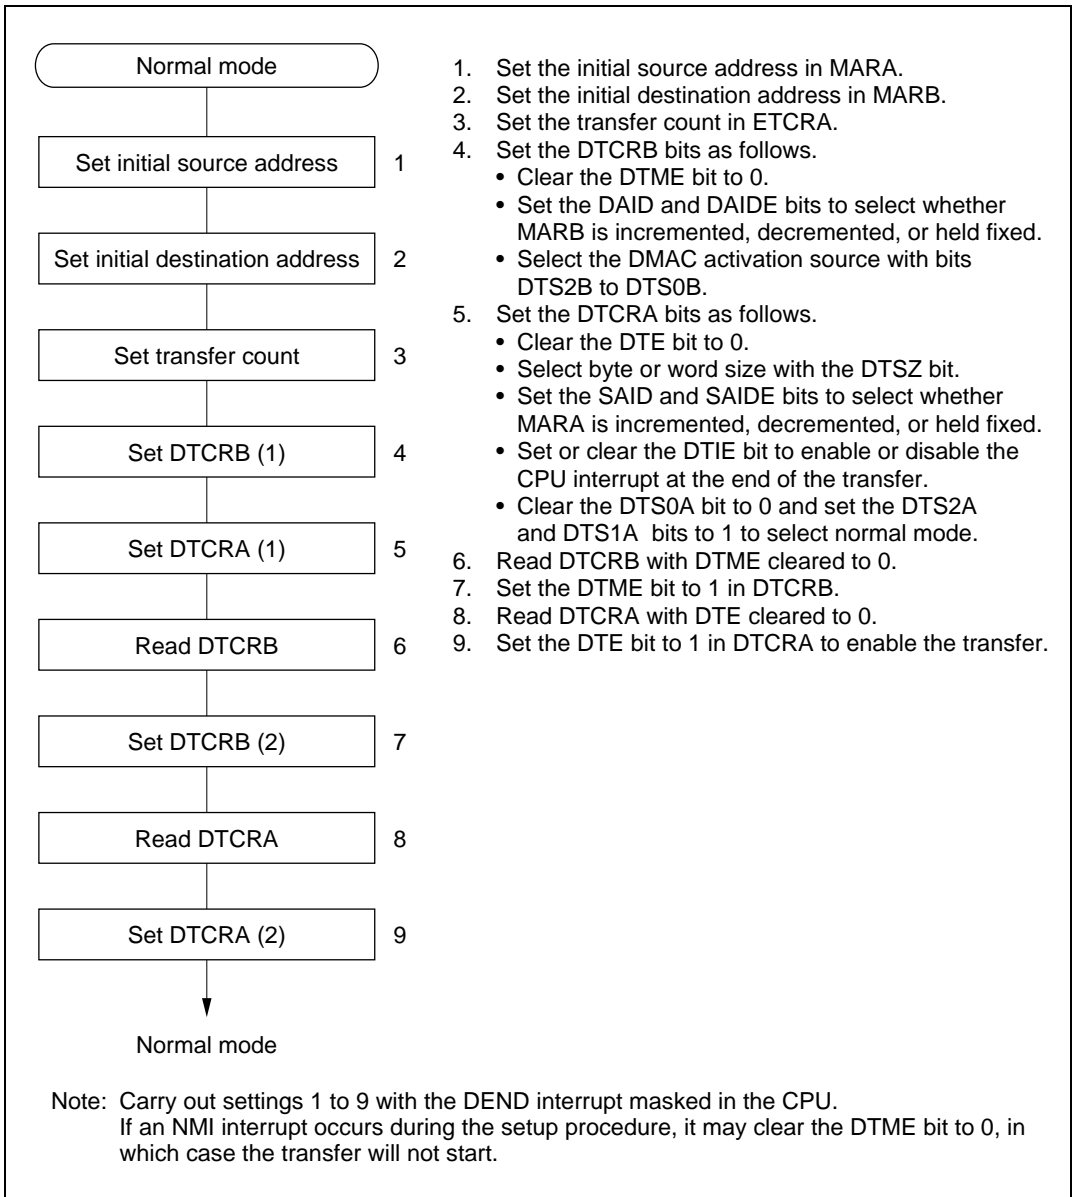 Normal mode
Set initial source address 1
Set initial destination address 2
Set transfer count 3
Set DTCRB (1) 4
Set DTCRA (1) 5
Read DTCRB 6
Set DTCRB (2) 7
Read DTCRA 8
Set DTCRA (2) 9
Normal mode
1. Set the initial source address in MARA.
2. Set the initial destination address in MARB.
3. Set the transfer count in ETCRA.
4. Set the DTCRB bits as follows.
• Clear the DTME bit to 0.
• Set the DAID and DAIDE bits to select whether
MARB is incremented, decremented, or held fixed.
• Select the DMAC activation source with bits
DTS2B to DTS0B.
5. Set the DTCRA bits as follows.
• Clear the DTE bit to 0.
• Select byte or word size with the DTSZ bit.
• Set the SAID and SAIDE bits to select whether
MARA is incremented, decremented, or held fixed.
• Set or clear the DTIE bit to enable or disable the
CPU interrupt at the end of the transfer.
• Clear the DTS0A bit to 0 and set the DTS2A
and DTS1A bits to 1 to select normal mode.
6. Read DTCRB with DTME cleared to 0.
7. Set the DTME bit to 1 in DTCRB.
8. Read DTCRA with DTE cleared to 0.
9. Set the DTE bit to 1 in DTCRA to enable the transfer.
Note: Carry out settings 1 to 9 with the DEND interrupt masked in the CPU.
If an NMI interrupt occurs during the setup procedure, it may clear the DTME bit to 0, in
which case the transfer will not start.